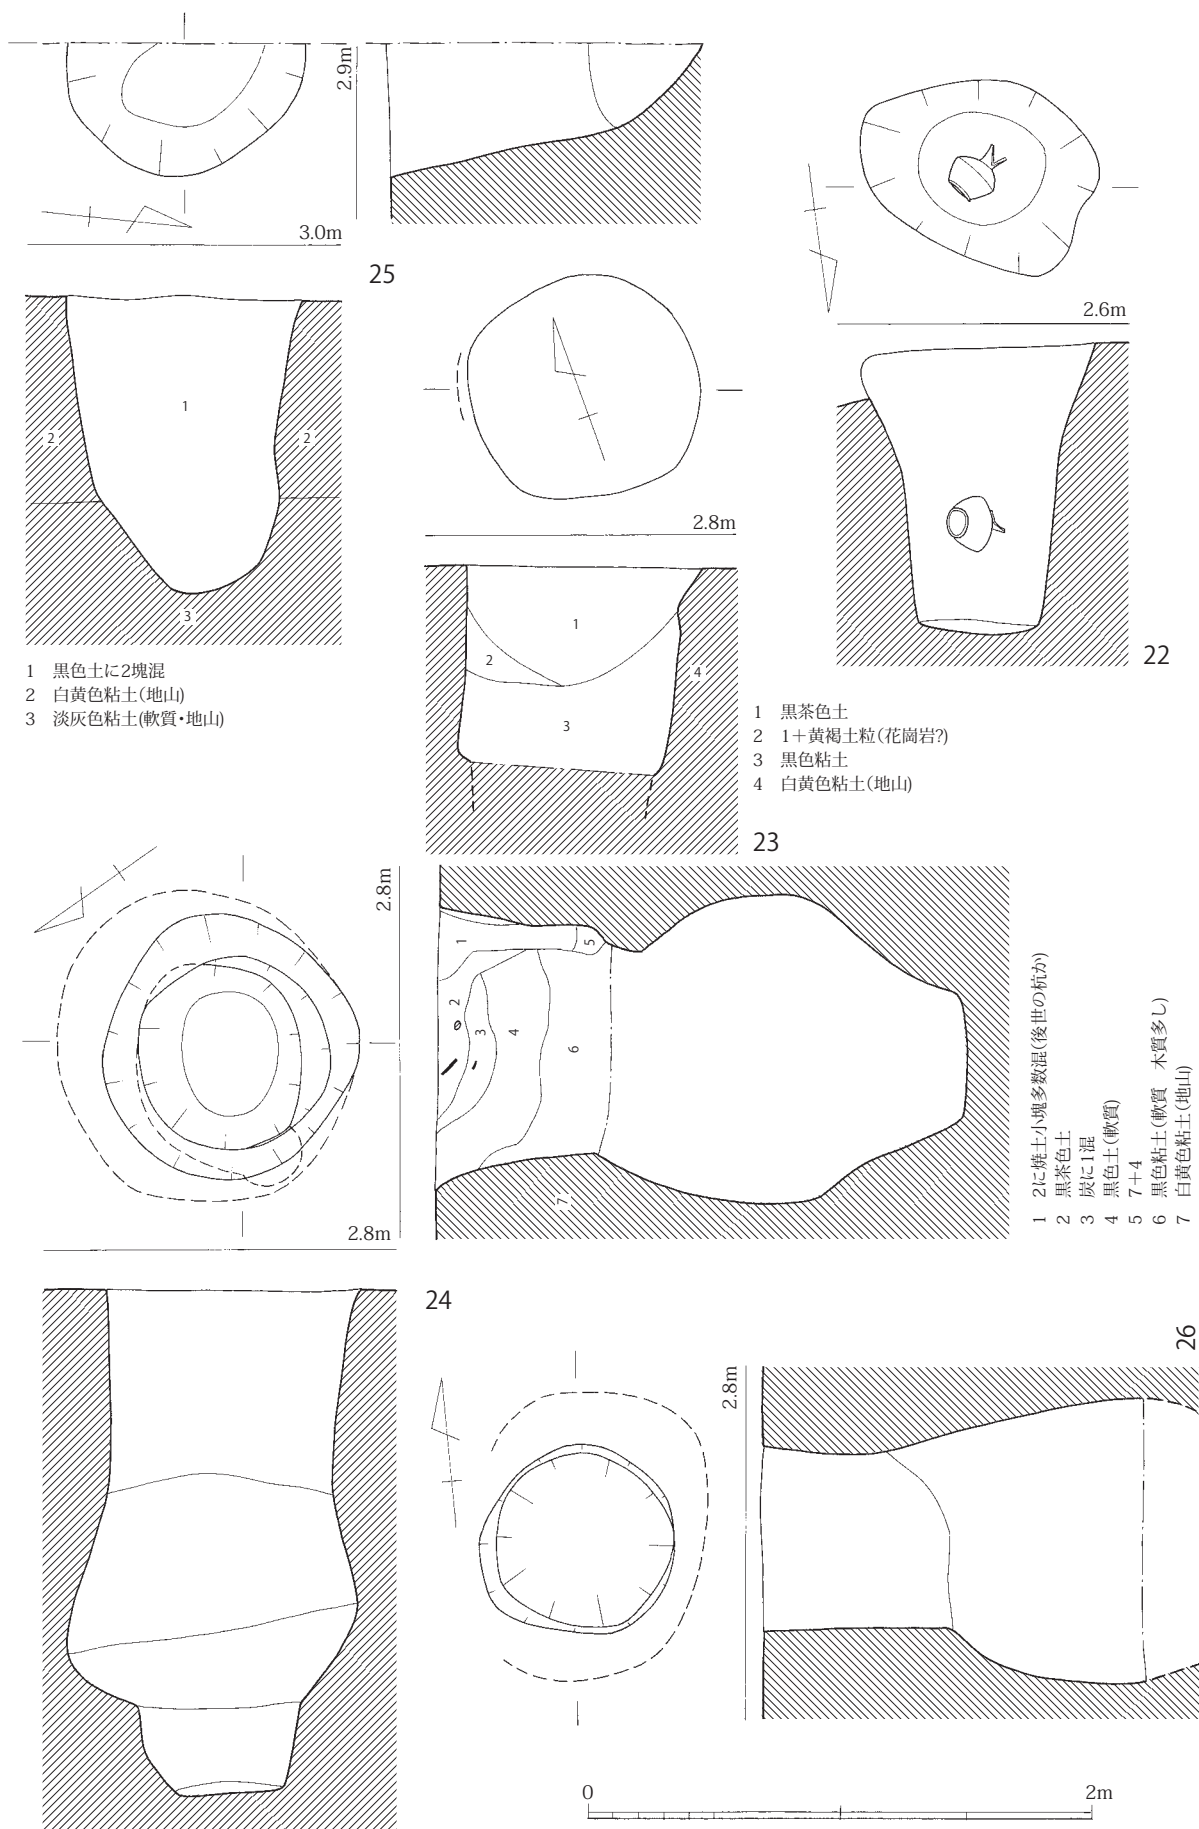 2.9m
3.0m
25
1
2
2
3
1 黒色土に2塊混
2 白黄色粘土(地山)
3 淡灰色粘土(軟質・地山)
2.6m
22
2.8m
1
2
3
4
1 黒茶色土
2 1+黄褐土粒(花崗岩?)
3 黒色粘土
4 白黄色粘土(地山)
23
2.8m
2.8m
1
2
3
4
5
6
7
1 2に焼土小塊多数混(後世の杭か)
2 黒茶色土
3 炭に1混
4 黒色土(軟質)
5 7+4
6 黒色粘土(軟質 木質多し)
7 白黄色粘土(地山)
24
26
2.8m
0 2m